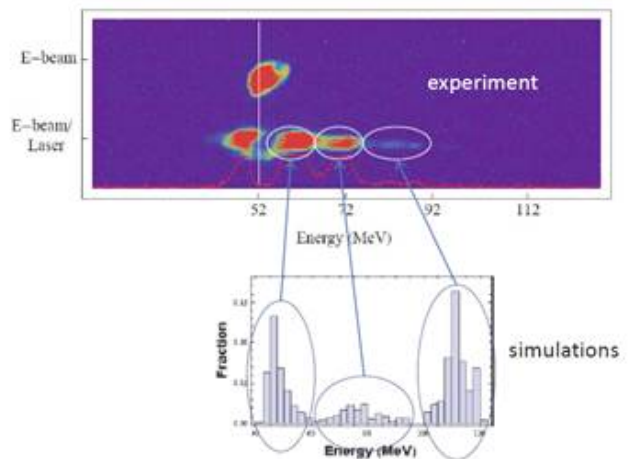 E-beam
experiment
E-beam/
Laser
52 72 92 112
Energy (MeV)
Fraction
simulations
Energy (MeV)